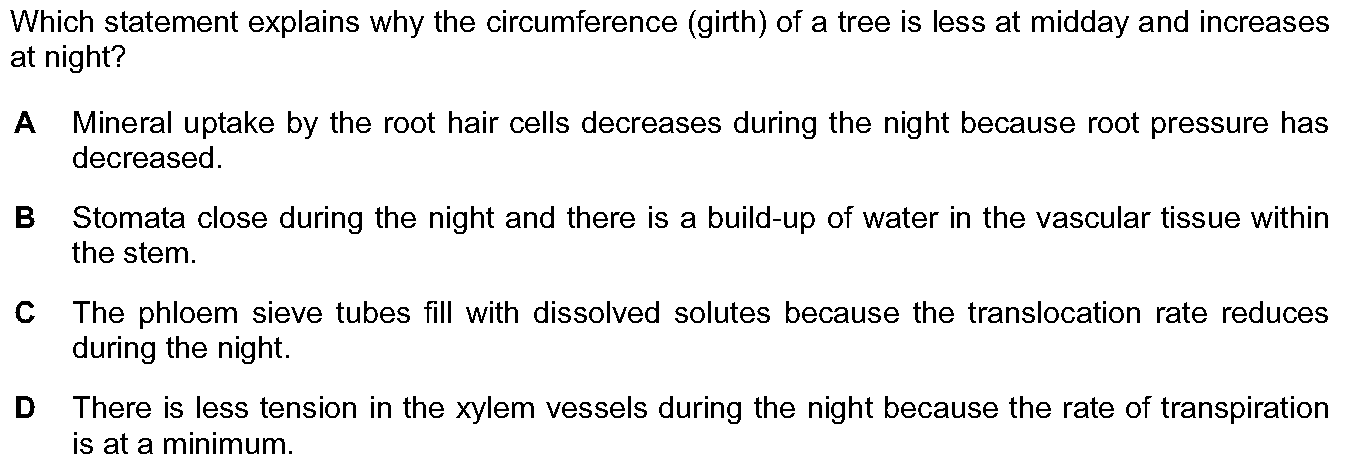 Which statement explains why the circumference (girth) of a tree is less at midday and increases
at night?
A Mineral uptake by the root hair cells decreases during the night because root pressure has
decreased.
B Stomata close during the night and there is a build-up of water in the vascular tissue within
the stem.
C The phloem sieve tubes fill with dissolved solutes because the translocation rate reduces
during the night.
D There is less tension in the xylem vessels during the night because the rate of transpiration
is at a minimum.